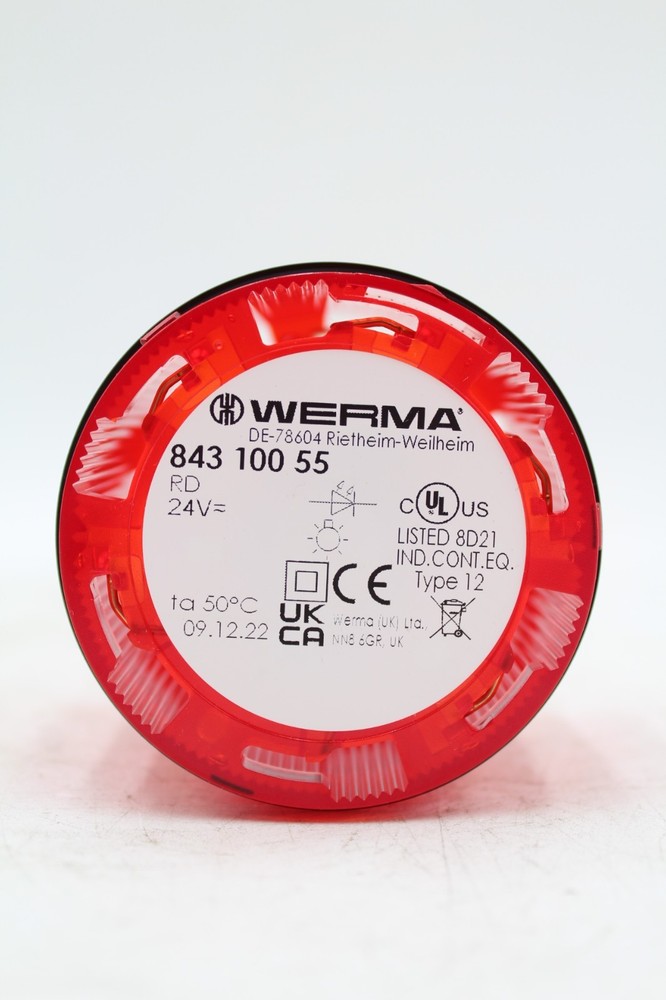 WERMA®
DE-78604 Rietheim-Weilheim
843 100 55
RD
24V=
C UL US
LISTED 8D21
IND.CONT.EQ.
Type 12
CE
ta 50°C
09.12.22
UK
CA
Werma (UK) Ltd.,
NN8 6GR, UK